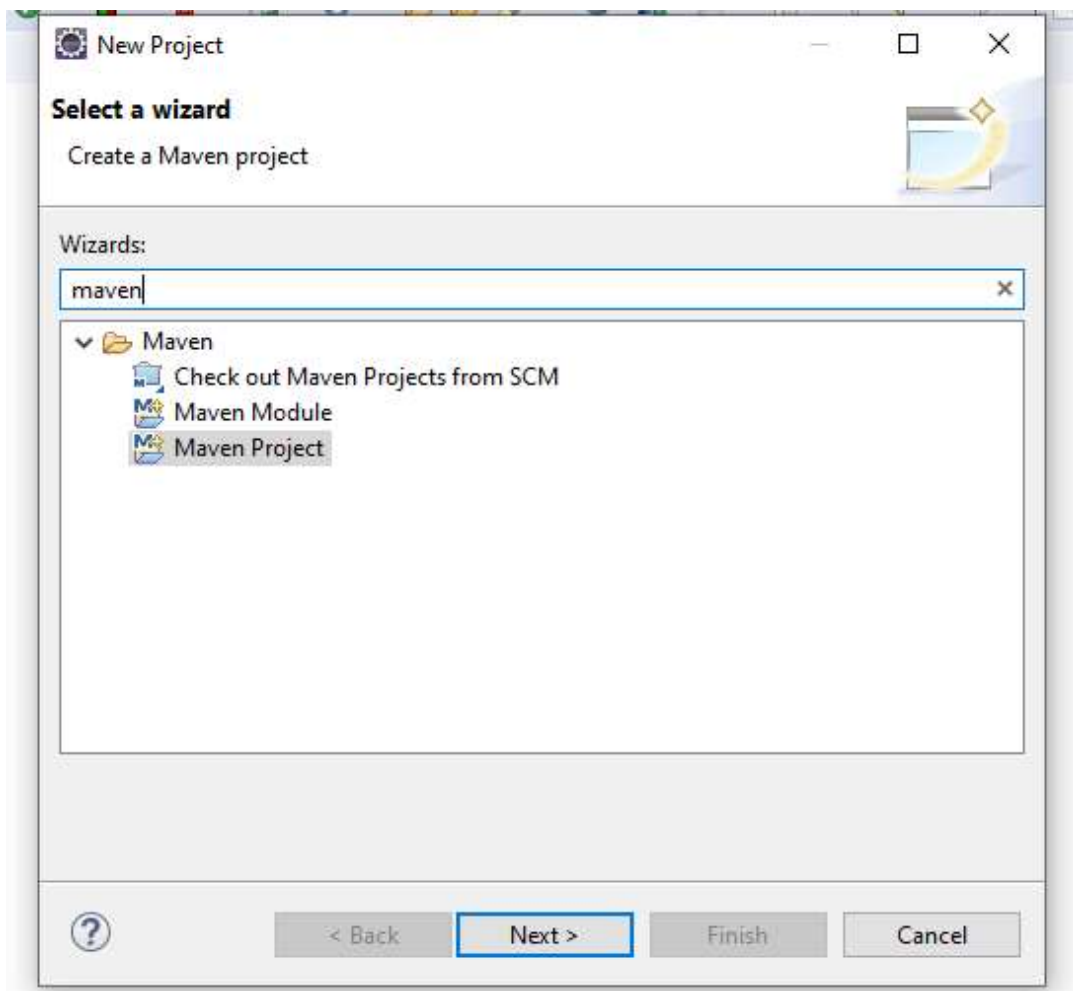 New Project
Select a wizard
Create a Maven project
Wizards:
maven
Maven
Check out Maven Projects from SCM
Maven Module
Maven Project
< Back Next > Finish Cancel